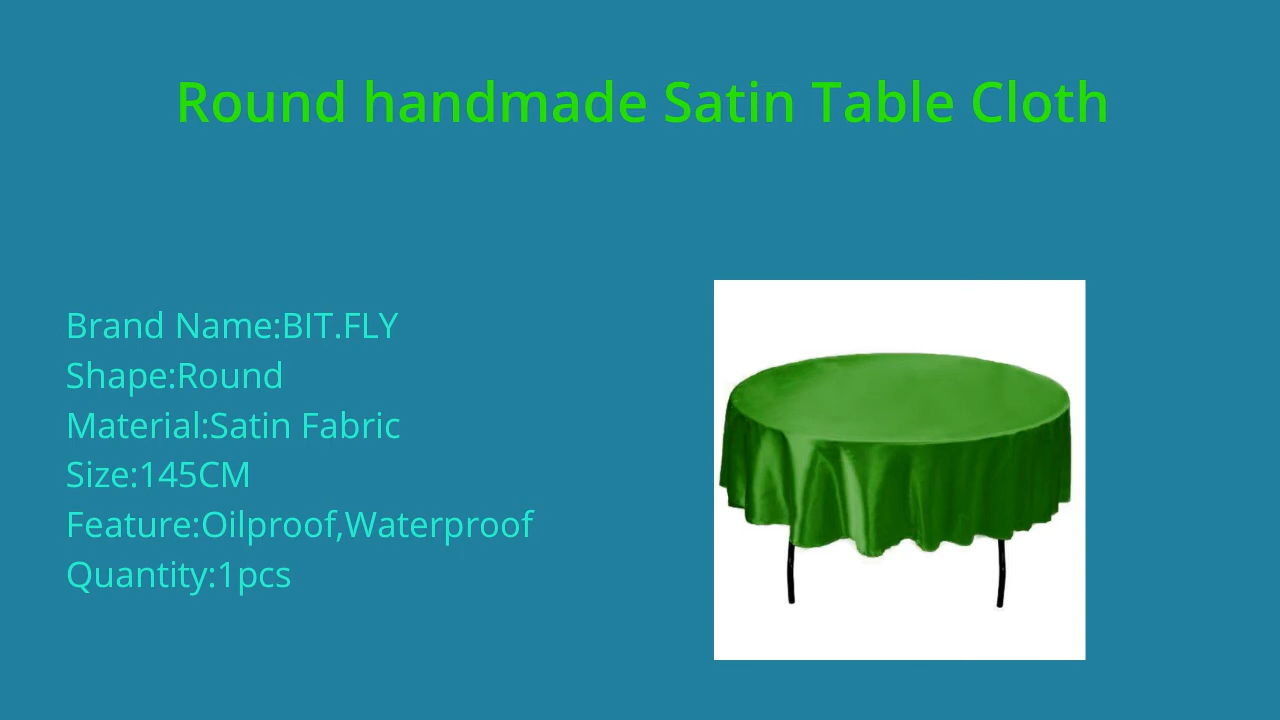 Round handmade Satin Table Cloth
Brand Name:BIT.FLY
Shape:Round
Material:Satin Fabric
Size:145CM
Feature:Oilproof,Waterproof
Quantity:1pcs